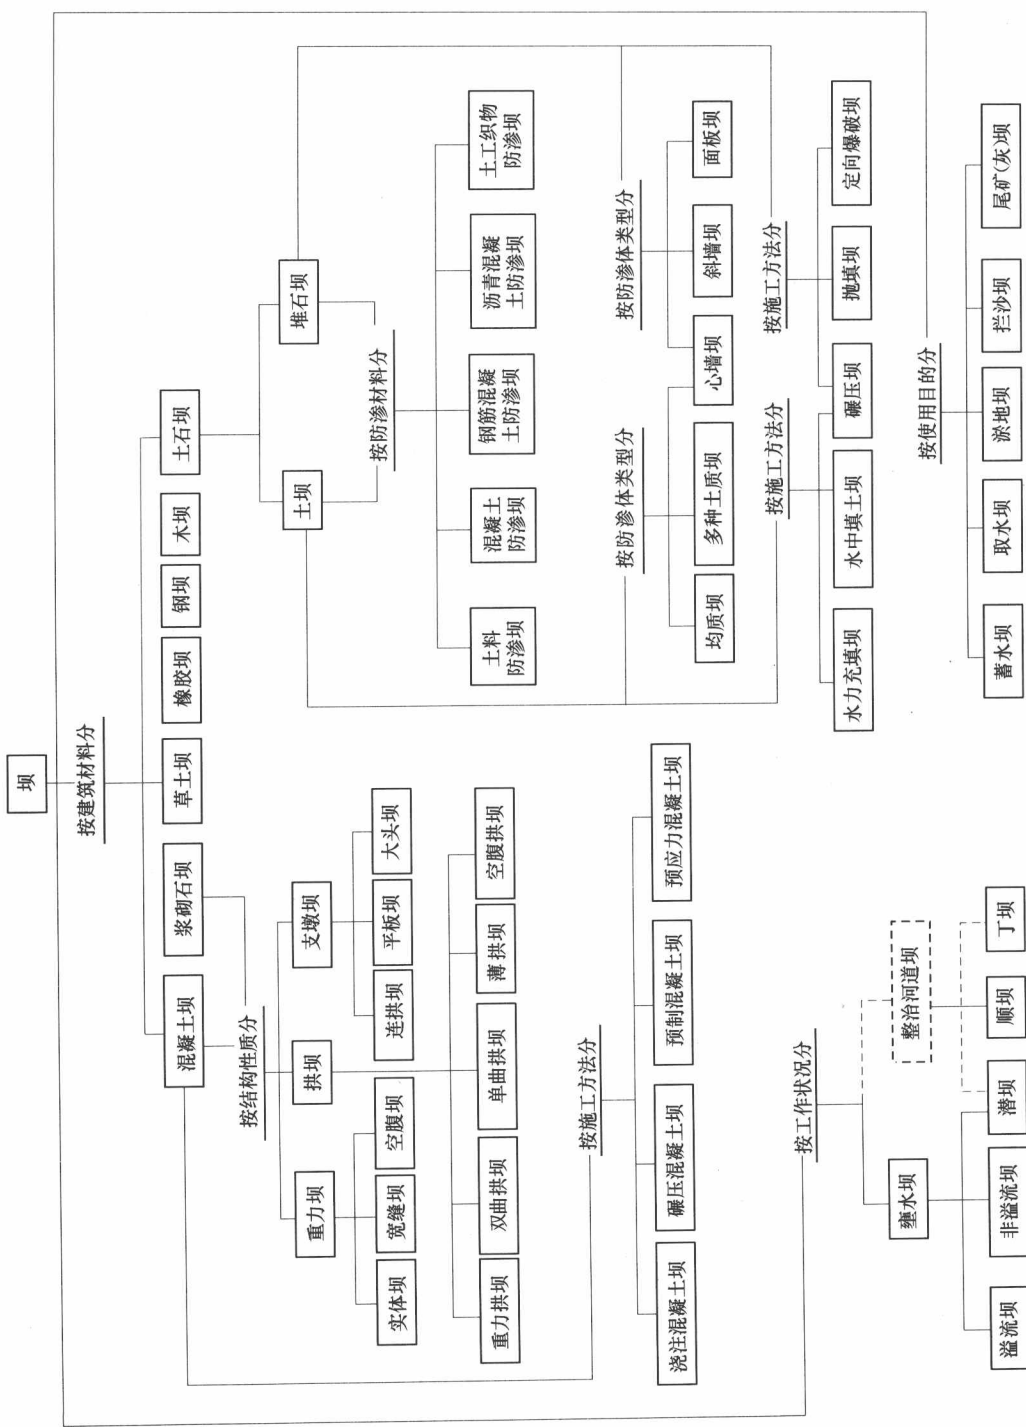 坝
按建筑材料分
混凝土坝
浆砌石坝
草土坝
橡胶坝
钢坝
木坝
土石坝
按结构性质分
重力坝
拱坝
支墩坝
实体坝
宽缝坝
空腹坝
连拱坝
平板坝
大头坝
重力拱坝
双曲拱坝
单曲拱坝
薄拱坝
空腹拱坝
按施工方法分
浇注混凝土坝
碾压混凝土坝
预制混凝土坝
预应力混凝土坝
土坝
堆石坝
按防渗材料分
土料
防渗坝
混凝土
防渗坝
钢筋混凝
土防渗坝
沥青混凝
土防渗坝
土工织物
防渗坝
按防渗体类型分
按防渗体类型分
均质坝
多种土质坝
心墙坝
斜墙坝
面板坝
按施工方法分
按施工方法分
水力充填坝
水中填土坝
碾压坝
抛填坝
定向爆破坝
按工作状况分
壅水坝
整治河道坝
溢流坝
非溢流坝
潜坝
顺坝
丁坝
按使用目的分
蓄水坝
取水坝
淤地坝
拦沙坝
尾矿(灰)坝